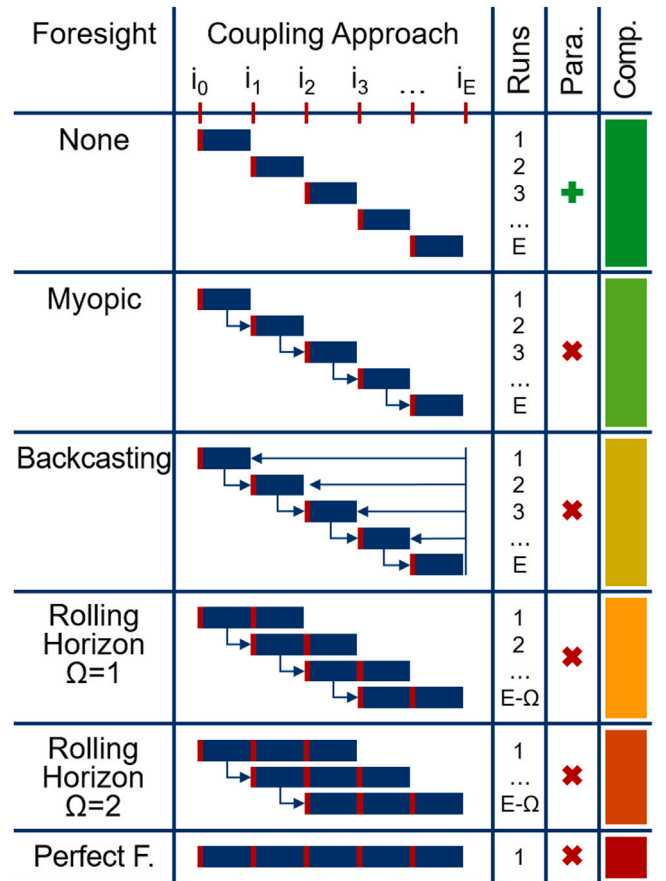 Foresight
Coupling Approach
i0 i1 i2 i3 … iE
Runs
Para.
Comp.
None
1
2
3
…
E
Myopic
1
2
3
…
E
Backcasting
1
2
3
…
E
Rolling
Horizon
Ω=1
1
2
…
E-Ω
Rolling
Horizon
Ω=2
1
…
E-Ω
Perfect F.
1